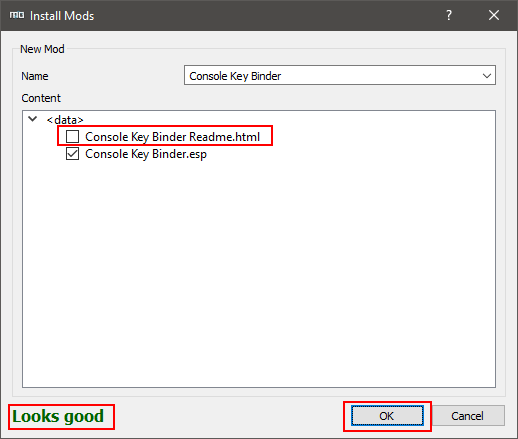 Install Mods
?
New Mod
Name
Console Key Binder
Content
<data>
Console Key Binder Readme.html
Console Key Binder.esp
Looks good
OK
Cancel